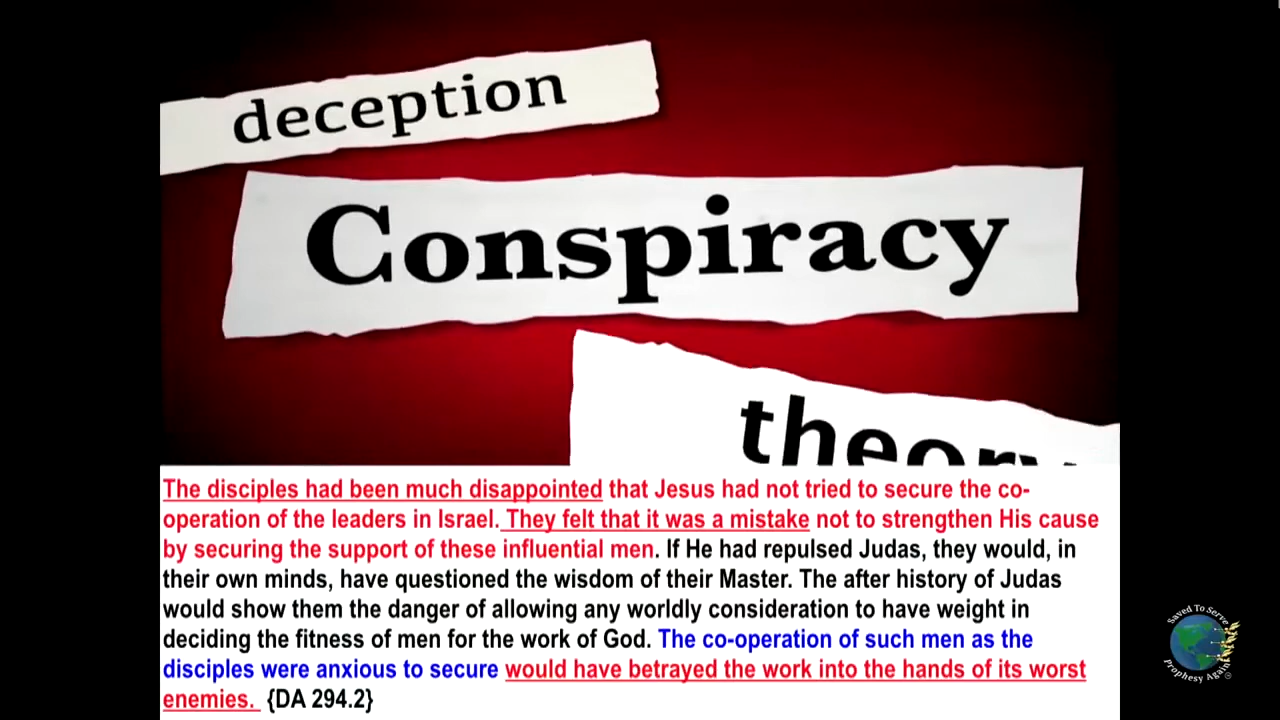 deception
Conspiracy
theory
The disciples had been much disappointed that Jesus had not tried to secure the co-
operation of the leaders in Israel. They felt that it was a mistake not to strengthen His cause
by securing the support of these influential men. If He had repulsed Judas, they would, in
their own minds, have questioned the wisdom of their Master. The after history of Judas
would show them the danger of allowing any worldly consideration to have weight in
deciding the fitness of men for the work of God. The co-operation of such men as the
disciples were anxious to secure would have betrayed the work into the hands of its worst
enemies. {DA 294.2}
Saved To Serve
Prophesy Again